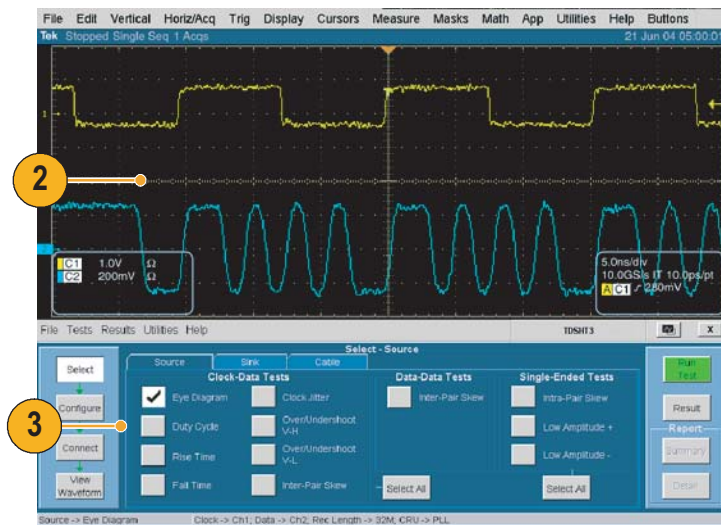 File Edit Vertical Horiz/Acq Trig Display Cursors Measure Masks Math App Utilities Help Buttons
Tek Stopped Single Seq 1 Acqs 21 Jun 04 05:00:01
1
2
C1 1.0V Ω
C2 200mV Ω
5.0ns/div
10.0GS/s IT 10.0ps/pt
A C1 280mV
File Tests Results Utilities Help TDSHT3 X
Select - Source
Select
Configure
Connect
View Waveform
Source Sink Cable
Clock-Data Tests Data-Data Tests Single-Ended Tests
Eye Diagram Clock Jitter Inter-Pair Skew Intra-Pair Skew
Duty Cycle Over/Undershoot V-H Low Amplitude +
Rise Time Over/Undershoot V-L Low Amplitude -
Fall Time Inter-Pair Skew Select All Select All
Run Test
Result
Report
Summary
Detail
3
Source -> Eye Diagram Clock -> Ch1; Data -> Ch2; Rec Length -> 32M; CRU -> PLL